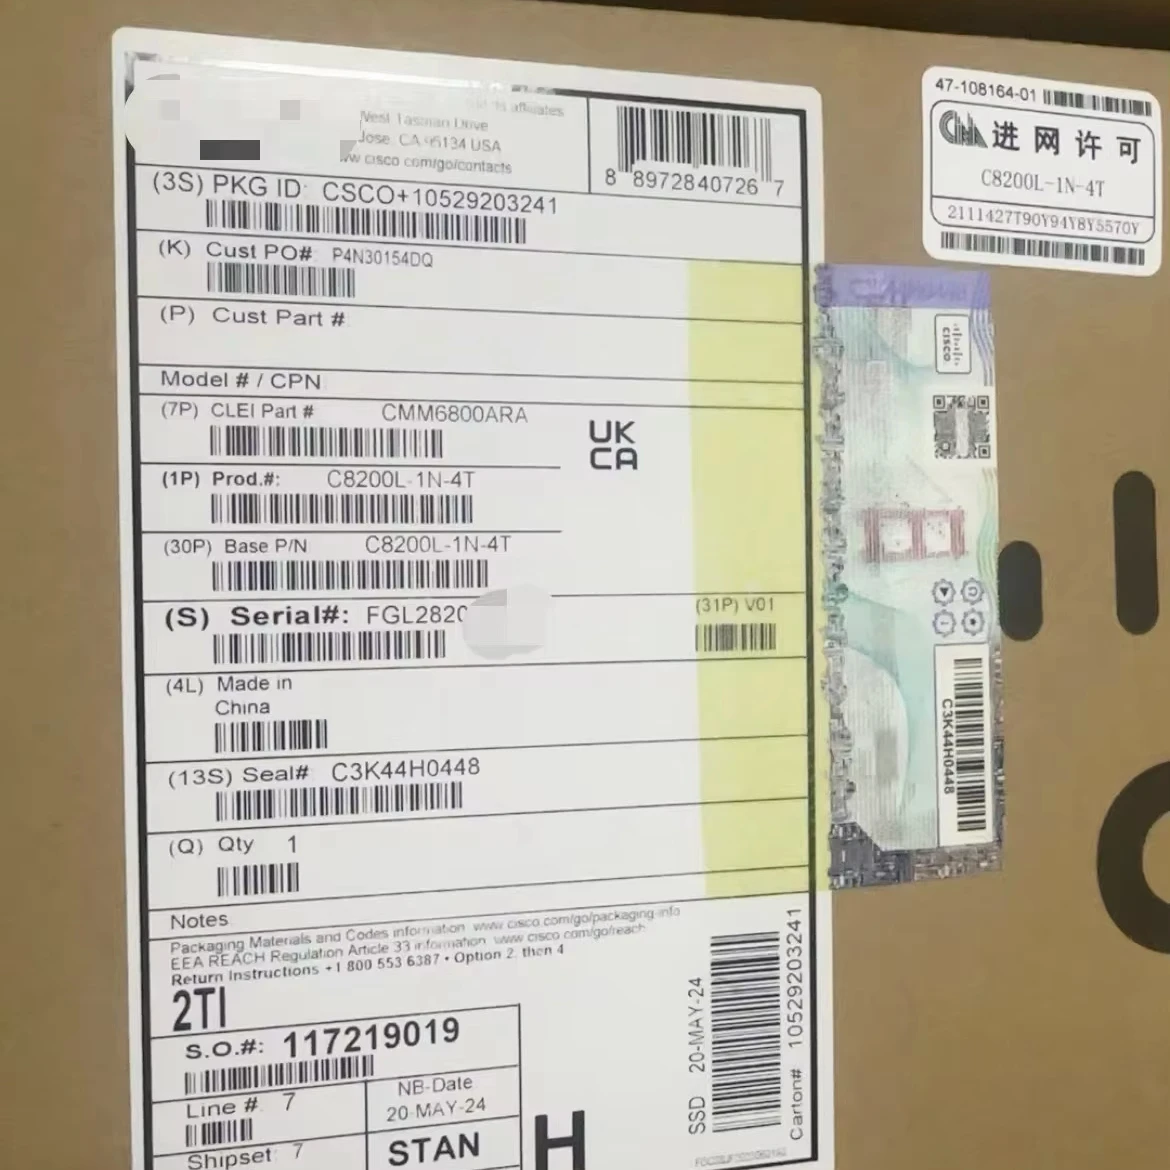 and its affiliates
West Tasman Drive
Jose, CA 95134 USA
cisco.com/go/contacts
8 8972840726 7
(3S) PKG ID: CSCO+10529203241
(K) Cust PO# P4N30154DQ
(P) Cust Part #
Model # / CPN
(7P) CLEI Part # CMM6800ARA
UK
CA
(1P) Prod.#: C8200L-1N-4T
(30P) Base P/N C8200L-1N-4T
(S) Serial#: FGL2820
(31P) V01
(4L) Made in
China
(13S) Seal# C3K44H0448
(Q) Qty 1
Notes
Packaging Materials and Codes information www.cisco.com/go/packaging-info
EEA REACH Regulation Article 33 information www.cisco.com/go/reach
Return Instructions +1 800 553 6387 • Option 2, then 4
2TI
S.O.#: 117219019
Line #. 7
NB-Date
20-MAY-24
Shipset: 7
STAN
H
SSD 20-MAY-24
Carton# 10529203241
47-108164-01
进网许可
C8200L-1N-4T
2111427T90Y94Y8Y5570Y
cisco
C3K44H0448